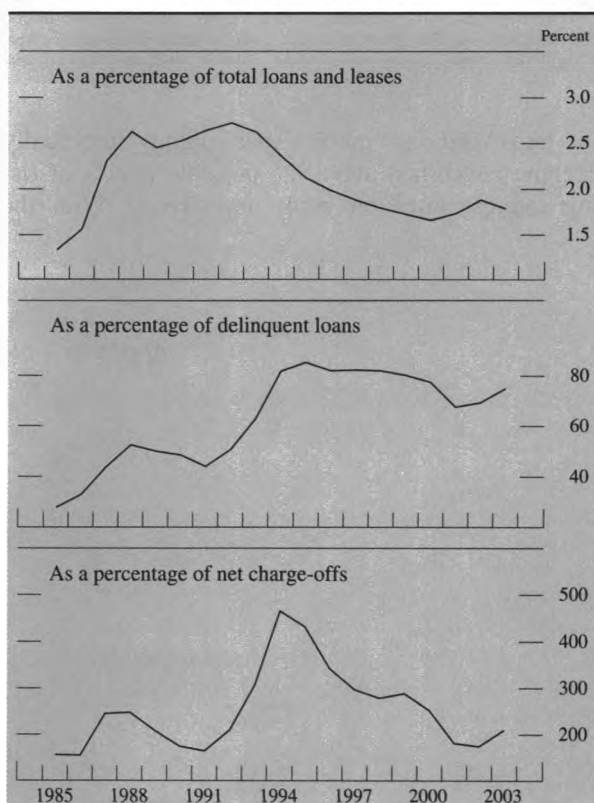 Percent
As a percentage of total loans and leases
3.0
2.5
2.0
1.5
As a percentage of delinquent loans
80
60
40
As a percentage of net charge-offs
500
400
300
200
1985 1988 1991 1994 1997 2000 2003